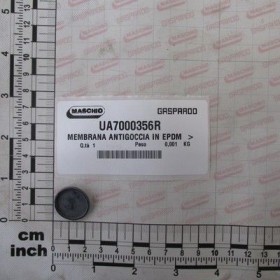 MASCHIO GASPARDO
UA7000356R
MEMBRANA ANTIGOCCIA IN EPDM >
Q.tà 1 Peso 0,001 KG
cm
inch